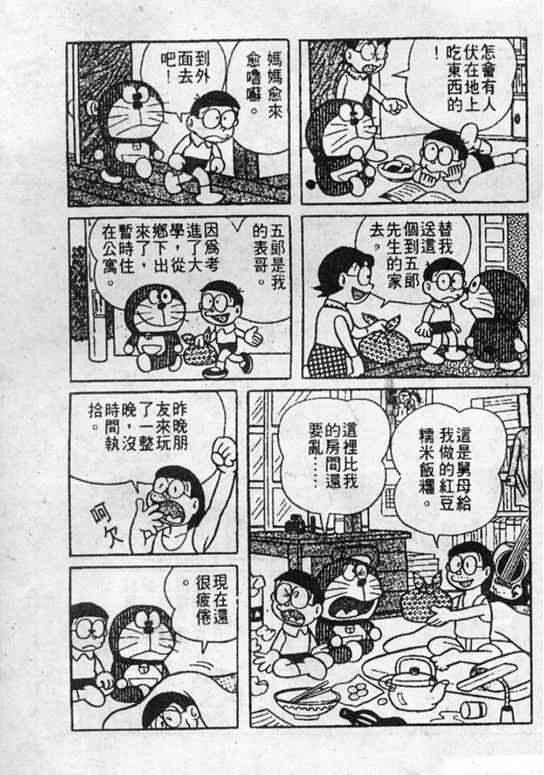 怎會有人
伏在地上
吃東西的
！
媽媽愈來
愈嚕囌。
到外
面去
吧！
替我
送這
個到五郎
先生的家
去。
五郎是我
的表哥。
因為考
進了大
學，從
鄉下出
來了，
暫時住
在公寓。
這是舅母給
我做的紅豆
糯米飯糰。
這裡比我
的房間還
要亂……
昨晚朋
友來玩
了一整
晚，沒
時間執
拾。
呵欠
現在還
很疲倦
。